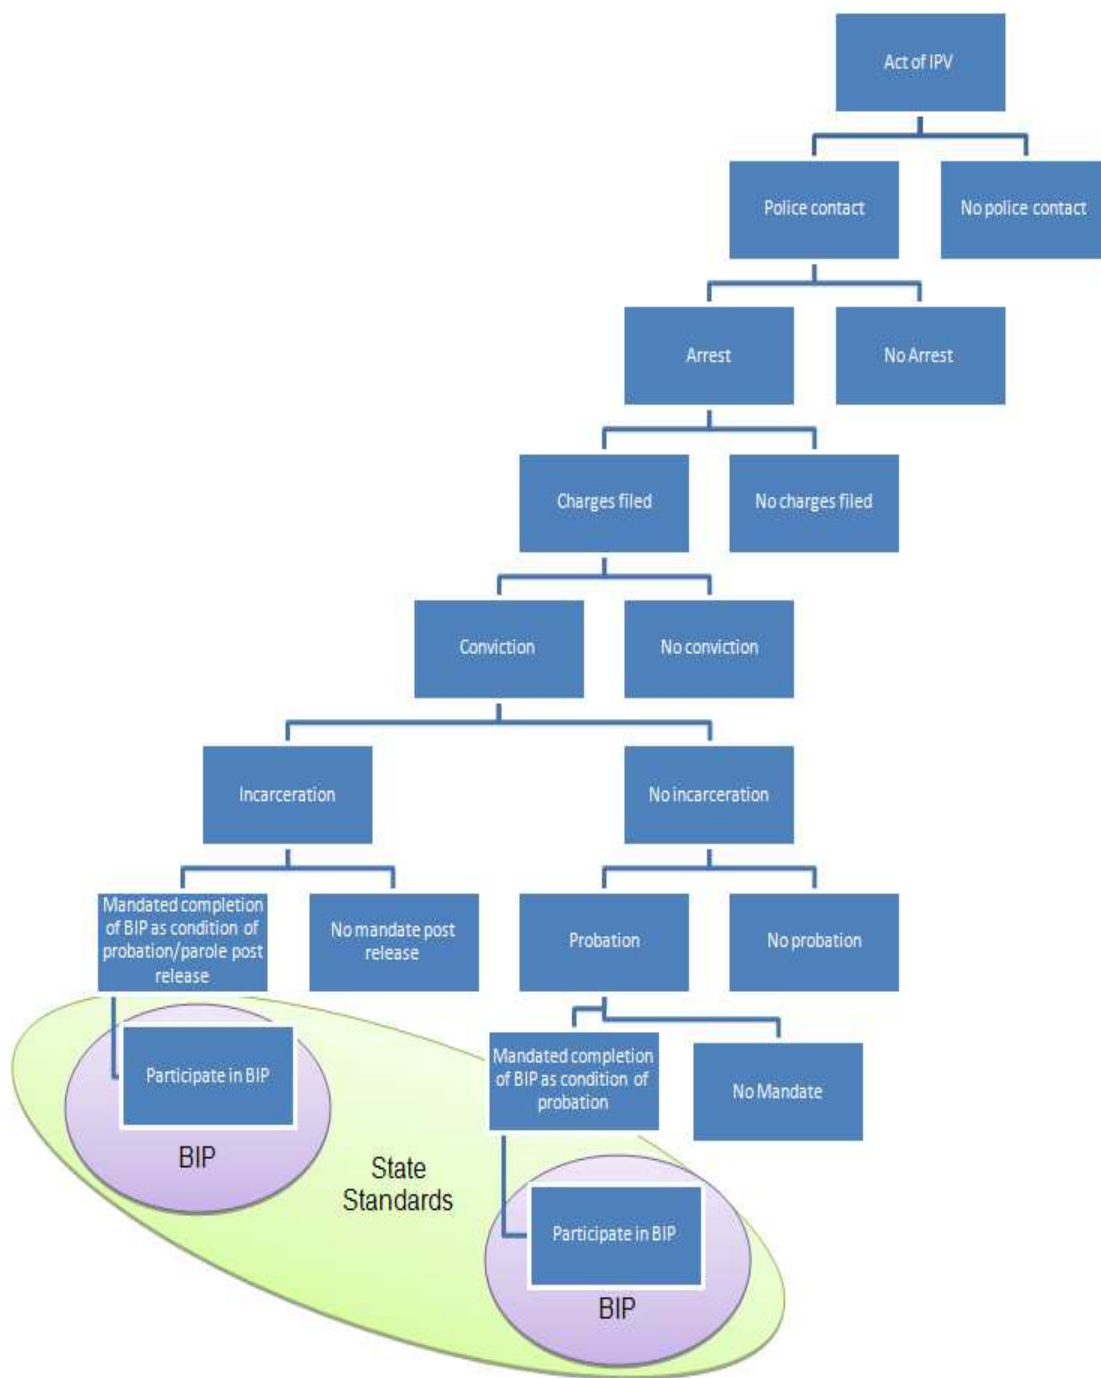 Act of IPV
Police contact
No police contact
Arrest
No Arrest
Charges filed
No charges filed
Conviction
No conviction
Incarceration
No incarceration
Mandated completion
of BIP as condition of
probation/parole post
release
No mandate post
release
Probation
No probation
Participate in BIP
BIP
Mandated completion
of BIP as condition of
probation
No Mandate
State
Standards
Participate in BIP
BIP